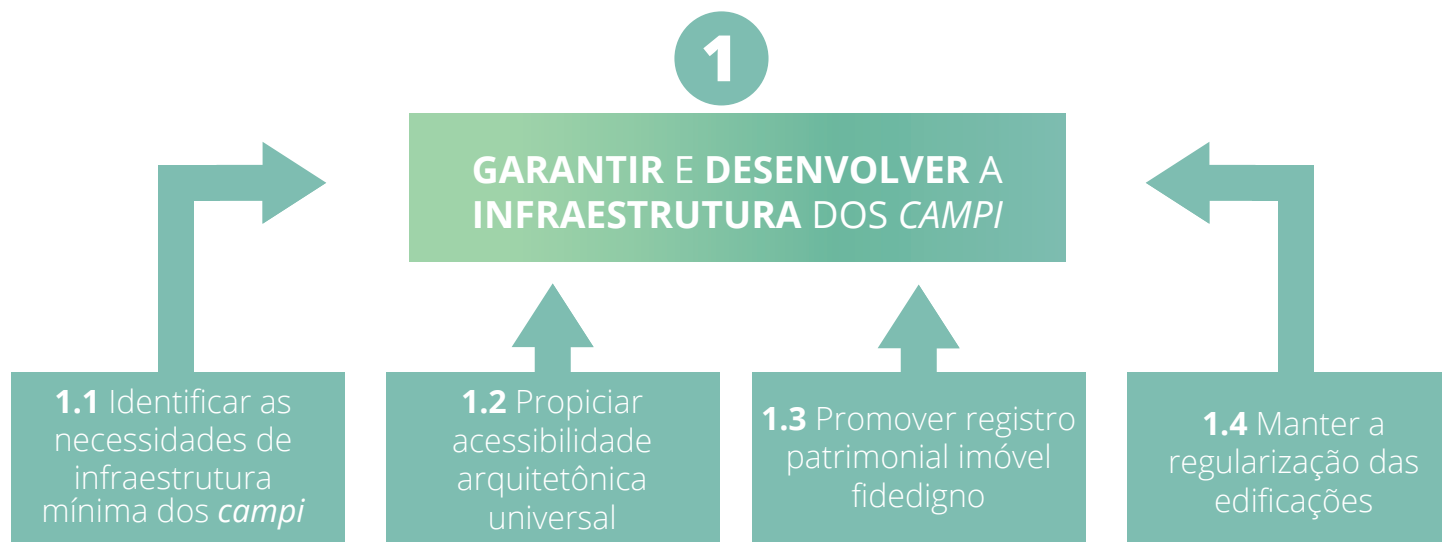 1
GARANTIR E DESENVOLVER A
INFRAESTRUTURA DOS CAMPI
1.1 Identificar as
necessidades de
infraestrutura
mínima dos campi
1.2 Propiciar
acessibilidade
arquitetônica
universal
1.3 Promover registro
patrimonial imóvel
fidedigno
1.4 Manter a
regularização das
edificações